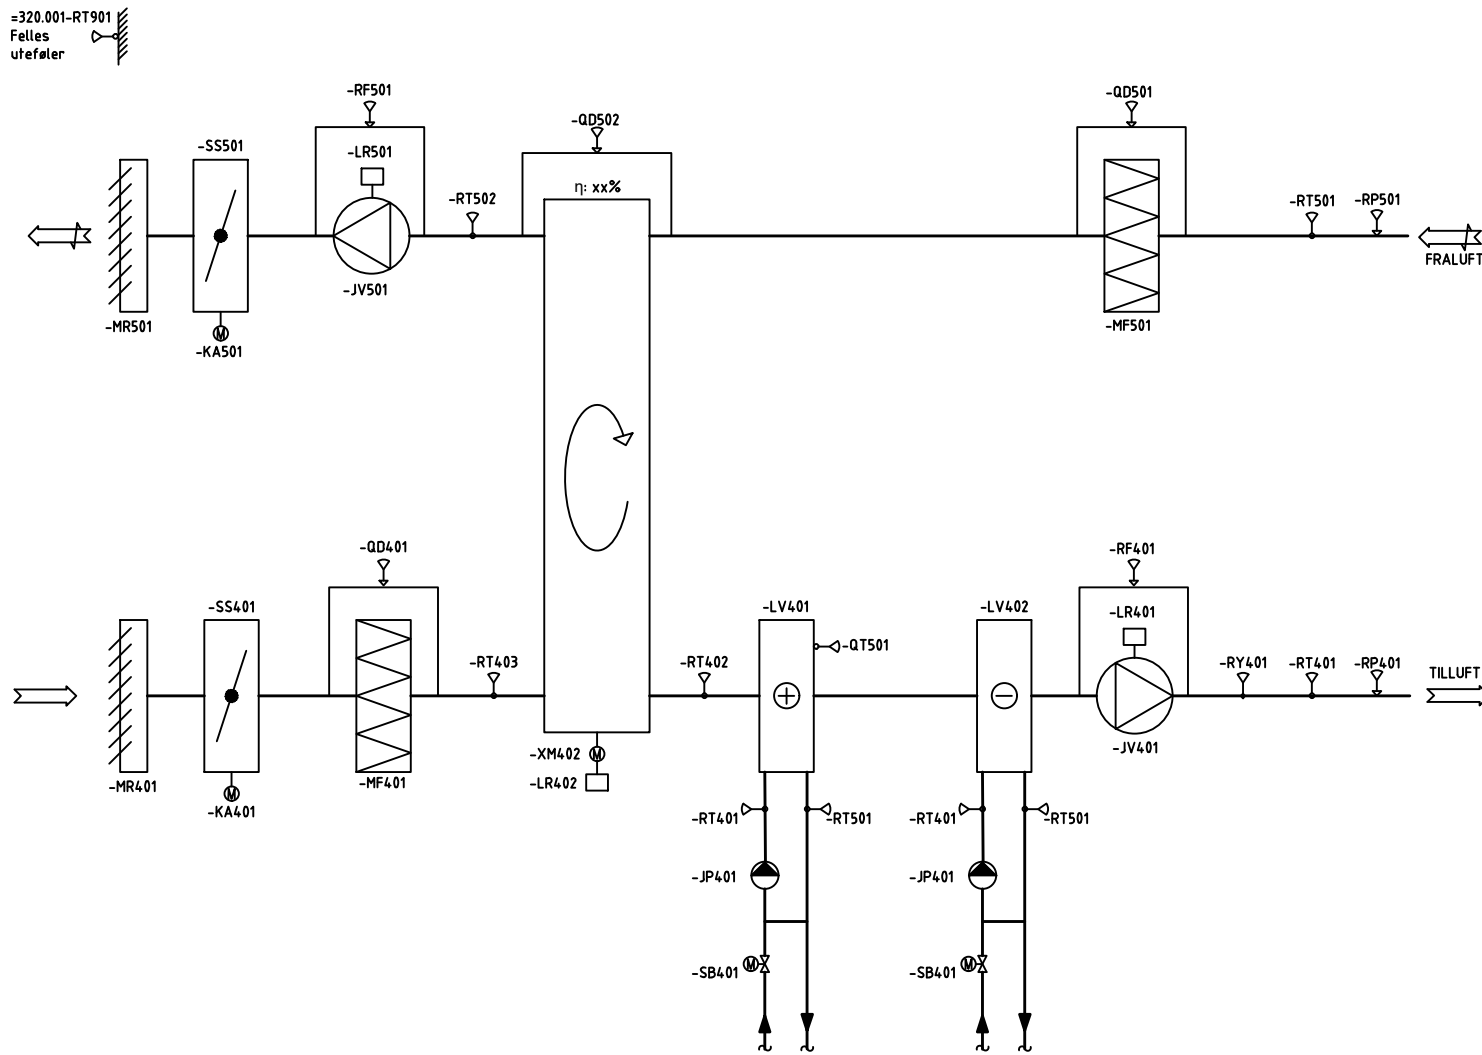 =320.001-RT901
Felles
uteføler
-RF501
-QD501
-QD502
-SS501
-LR501
η: xx%
-RT502
-RT501
-RP501
FRALUFT
-JV501
-MR501
-MF501
M
-KA501
-QD401
-RF401
-SS401
-LV401
-LV402
-LR401
-QT501
-RT403
-RT402
-RY401
-RT401
-RP401
TILLUFT
-JV401
-XM402
M
-LR402
-MR401
-MF401
M
-KA401
-RT401
-RT501
-RT401
-RT501
-JP401
-JP401
-SB401
M
-SB401
M